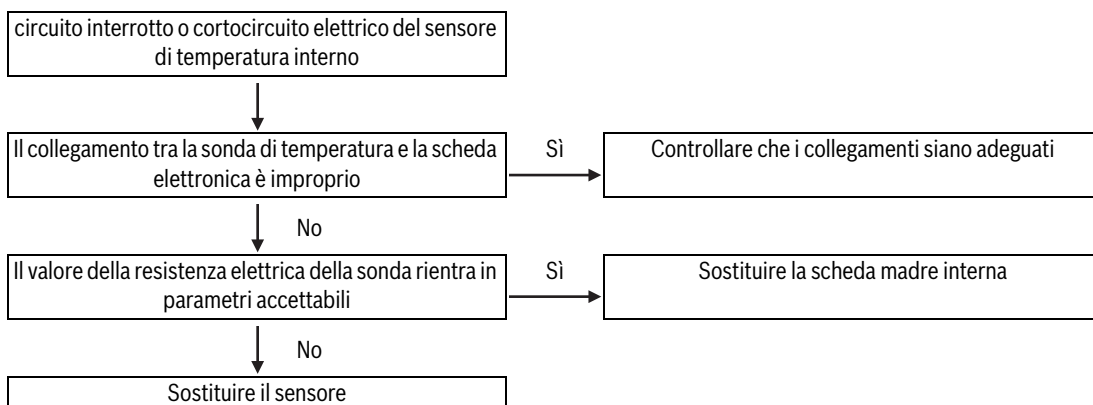 circuito interrotto o cortocircuito elettrico del sensore
di temperatura interno
Il collegamento tra la sonda di temperatura e la scheda
elettronica è improprio
Sì
Controllare che i collegamenti siano adeguati
No
Il valore della resistenza elettrica della sonda rientra in
parametri accettabili
Sì
Sostituire la scheda madre interna
No
Sostituire il sensore